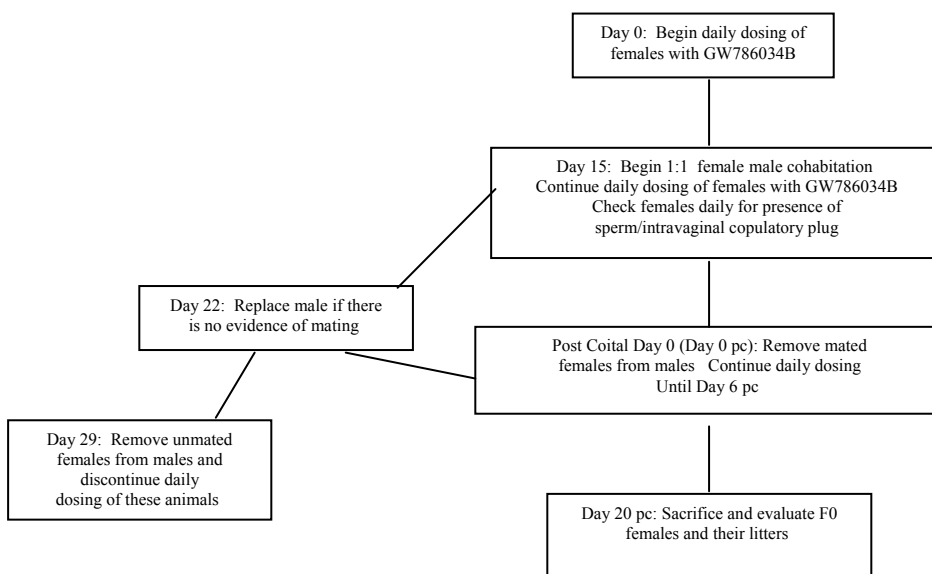 Day 0: Begin daily dosing of
females with GW786034B
Day 15: Begin 1:1 female male cohabitation
Continue daily dosing of females with GW786034B
Check females daily for presence of
sperm/intravaginal copulatory plug
Day 22: Replace male if there
is no evidence of mating
Post Coital Day 0 (Day 0 pc): Remove mated
females from males Continue daily dosing
Until Day 6 pc
Day 29: Remove unmated
females from males and
discontinue daily
dosing of these animals
Day 20 pc: Sacrifice and evaluate F0
females and their litters